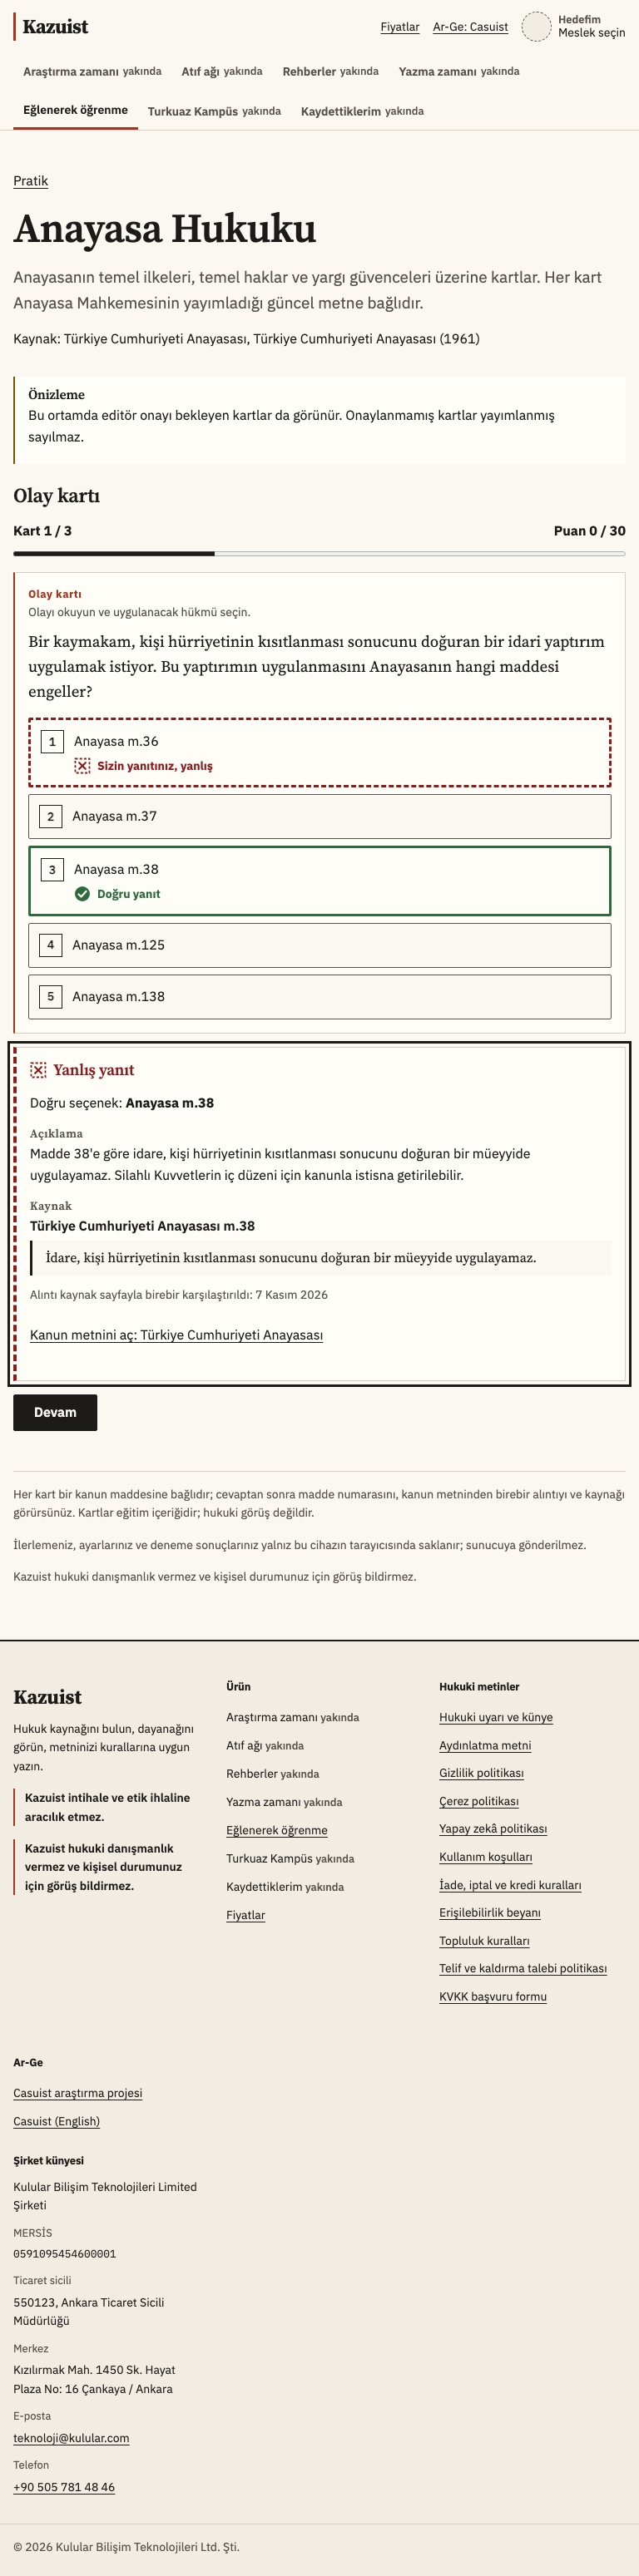 Kazuist
Fiyatlar
Ar-Ge: Casuist
Hedefim
Meslek seçin
Araştırma zamanı yakında
Atıf ağı yakında
Rehberler yakında
Yazma zamanı yakında
Eğlenerek öğrenme
Turkuaz Kampüs yakında
Kaydettiklerim yakında
Pratik
Anayasa Hukuku
Anayasanın temel ilkeleri, temel haklar ve yargı güvenceleri üzerine kartlar. Her kart
Anayasa Mahkemesinin yayımladığı güncel metne bağlıdır.
Kaynak: Türkiye Cumhuriyeti Anayasası, Türkiye Cumhuriyeti Anayasası (1961)
Önizleme
Bu ortamda editör onayı bekleyen kartlar da görünür. Onaylanmamış kartlar yayımlanmış
sayılmaz.
Olay kartı
Kart 1 / 3
Puan 0 / 30
Olay kartı
Olayı okuyun ve uygulanacak hükmü seçin.
Bir kaymakam, kişi hürriyetinin kısıtlanması sonucunu doğuran bir idari yaptırım
uygulamak istiyor. Bu yaptırımın uygulanmasını Anayasanın hangi maddesi
engeller?
1 Anayasa m.36
Sizin yanıtınız, yanlış
2 Anayasa m.37
3 Anayasa m.38
Doğru yanıt
4 Anayasa m.125
5 Anayasa m.138
Yanlış yanıt
Doğru seçenek: Anayasa m.38
Açıklama
Madde 38'e göre idare, kişi hürriyetinin kısıtlanması sonucunu doğuran bir müeyyide
uygulayamaz. Silahlı Kuvvetlerin iç düzeni için kanunla istisna getirilebilir.
Kaynak
Türkiye Cumhuriyeti Anayasası m.38
İdare, kişi hürriyetinin kısıtlanması sonucunu doğuran bir müeyyide uygulayamaz.
Alıntı kaynak sayfayla birebir karşılaştırıldı: 7 Kasım 2026
Kanun metnini aç: Türkiye Cumhuriyeti Anayasası
Devam
Her kart bir kanun maddesine bağlıdır; cevaptan sonra madde numarasını, kanun metninden birebir alıntıyı ve kaynağı
görürsünüz. Kartlar eğitim içeriğidir; hukuki görüş değildir.
İlerlemeniz, ayarlarınız ve deneme sonuçlarınız yalnız bu cihazın tarayıcısında saklanır; sunucuya gönderilmez.
Kazuist hukuki danışmanlık vermez ve kişisel durumunuz için görüş bildirmez.
Kazuist
Hukuk kaynağını bulun, dayanağını
görün, metninizi kurallarına uygun
yazın.
Kazuist intihale ve etik ihlaline
aracılık etmez.
Kazuist hukuki danışmanlık
vermez ve kişisel durumunuz
için görüş bildirmez.
Ürün
Araştırma zamanı yakında
Atıf ağı yakında
Rehberler yakında
Yazma zamanı yakında
Eğlenerek öğrenme
Turkuaz Kampüs yakında
Kaydettiklerim yakında
Fiyatlar
Hukuki metinler
Hukuki uyarı ve künye
Aydınlatma metni
Gizlilik politikası
Çerez politikası
Yapay zekâ politikası
Kullanım koşulları
İade, iptal ve kredi kuralları
Erişilebilirlik beyanı
Topluluk kuralları
Telif ve kaldırma talebi politikası
KVKK başvuru formu
Ar-Ge
Casuist araştırma projesi
Casuist (English)
Şirket künyesi
Kulular Bilişim Teknolojileri Limited
Şirketi
MERSİS
0591095454600001
Ticaret sicili
550123, Ankara Ticaret Sicili
Müdürlüğü
Merkez
Kızılırmak Mah. 1450 Sk. Hayat
Plaza No: 16 Çankaya / Ankara
E-posta
teknoloji@kulular.com
Telefon
+90 505 781 48 46
© 2026 Kulular Bilişim Teknolojileri Ltd. Şti.